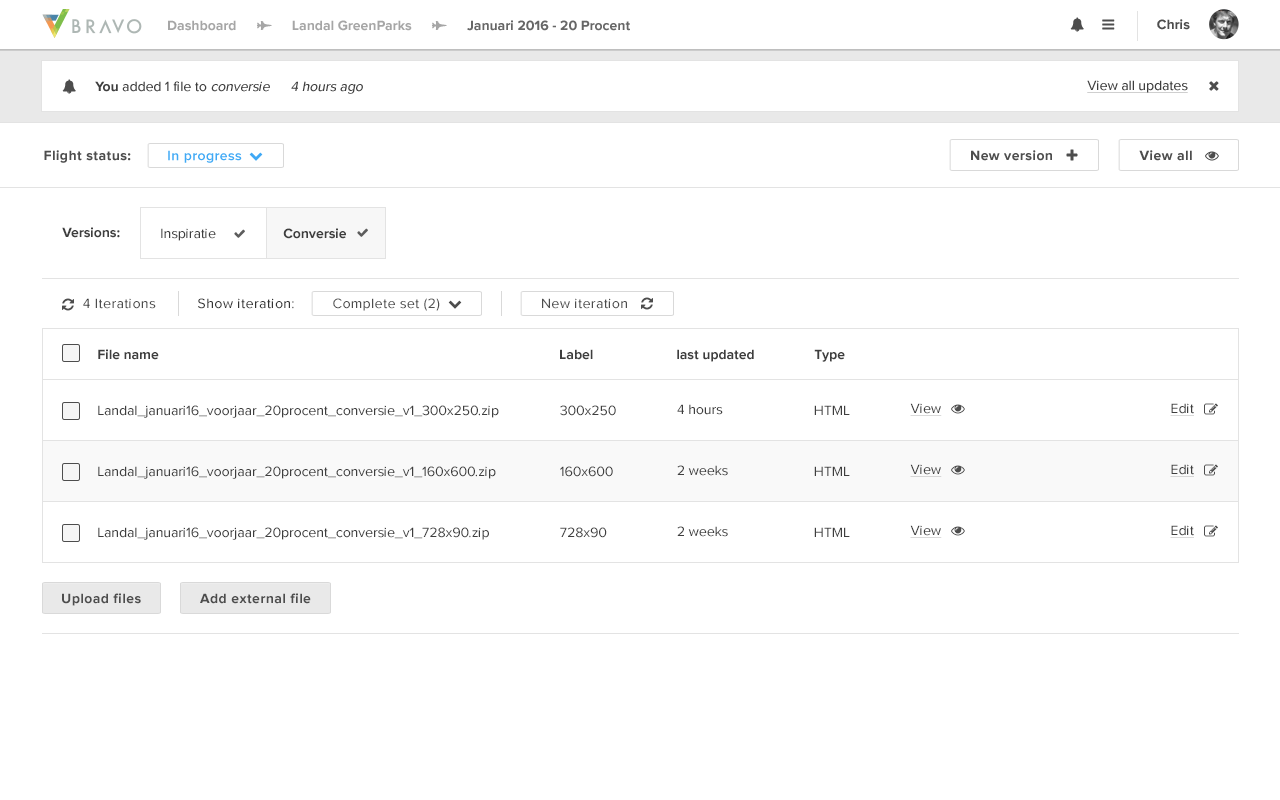 BRAVO Dashboard Landal GreenParks Januari 2016 - 20 Procent Chris
You added 1 file to conversie 4 hours ago View all updates
Flight status: In progress New version View all
Versions: Inspiratie Conversie
4 Iterations Show iteration: Complete set (2) New iteration
File name Label last updated Type
Landal_januari16_voorjaar_20procent_conversie_v1_300x250.zip 300x250 4 hours HTML View Edit
Landal_januari16_voorjaar_20procent_conversie_v1_160x600.zip 160x600 2 weeks HTML View Edit
Landal_januari16_voorjaar_20procent_conversie_v1_728x90.zip 728x90 2 weeks HTML View Edit
Upload files Add external file